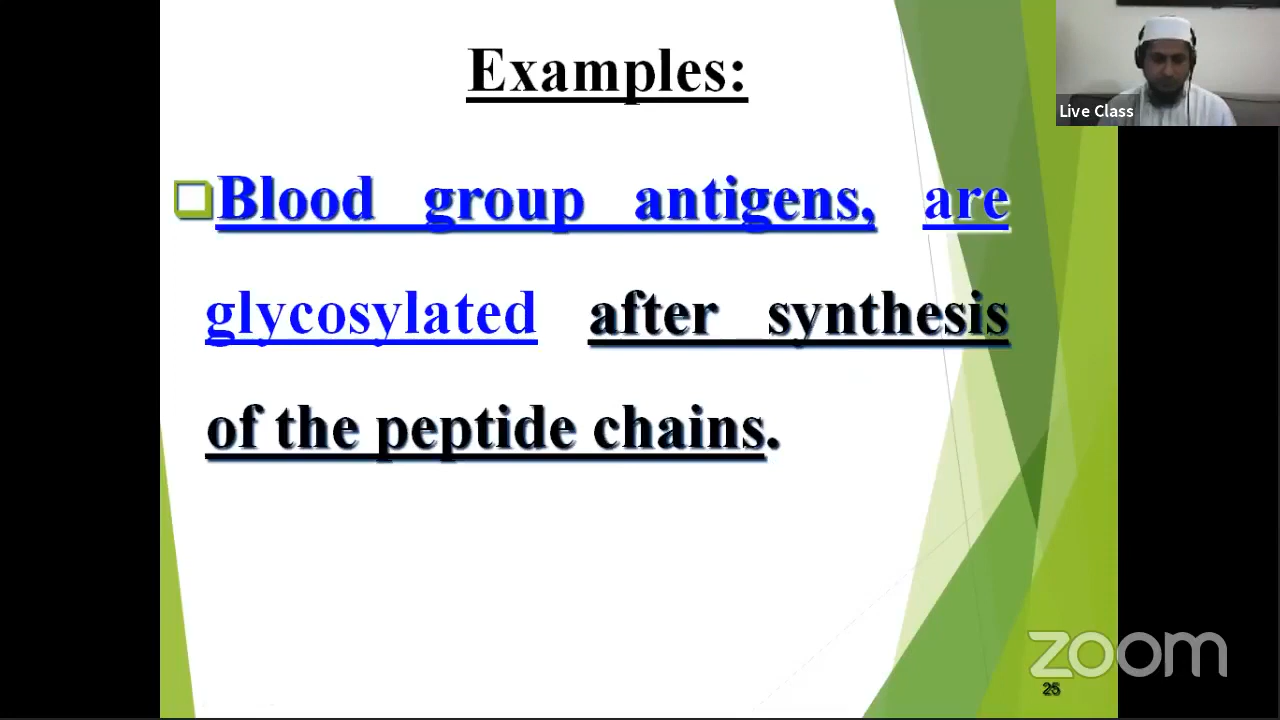 Examples:
Live Class
Blood group antigens, are
glycosylated after synthesis
of the peptide chains.
zoom
25